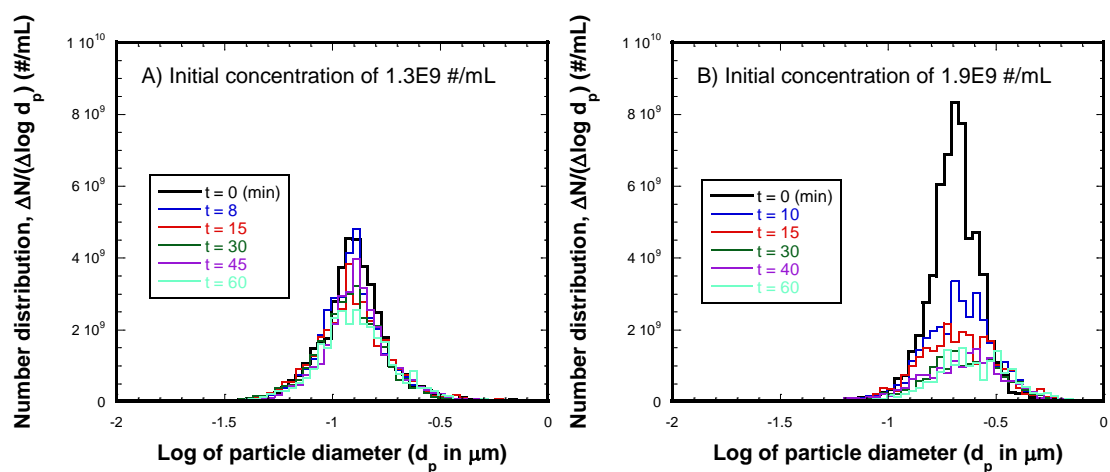 Number distribution, ΔN/(Δlog d_p) (#/mL)
1 10^10
8 10^9
6 10^9
4 10^9
2 10^9
0
A) Initial concentration of 1.3E9 #/mL
t = 0 (min)
t = 8
t = 15
t = 30
t = 45
t = 60
-2
-1.5
-1
-0.5
0
Log of particle diameter (d_p in μm)
Number distribution, ΔN/(Δlog d_p) (#/mL)
1 10^10
8 10^9
6 10^9
4 10^9
2 10^9
0
B) Initial concentration of 1.9E9 #/mL
t = 0 (min)
t = 10
t = 15
t = 30
t = 40
t = 60
-2
-1.5
-1
-0.5
0
Log of particle diameter (d_p in μm)